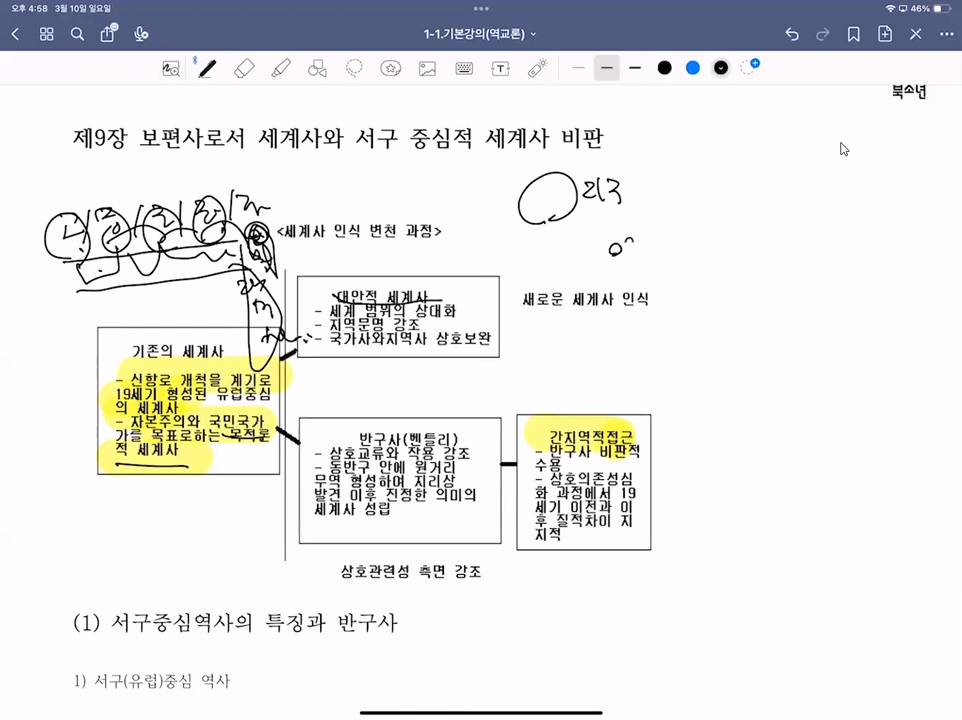 오후 4:58 3월 10일 일요일
46%
1-1.기본강의(역교론)
북소년
제9장 보편사로서 세계사와 서구 중심적 세계사 비판
<세계사 인식 변천 과정>
대안적 세계사
- 세계 범위의 상대화
- 지역문명 강조
- 국가사와지역사 상호보완
새로운 세계사 인식
기존의 세계사
- 신항로 개척을 계기로
19세기 형성된 유럽중심
의 세계사
- 자본주의와 국민국가
가를 목표로하는 목적론
적 세계사
반구사(벤틀리)
- 상호교류와 작용 강조
- 동반구 안에 원거리
무역 형성하며 지리상
발견 이후 진정한 의미의
세계사 성립
간지역적접근
- 반구사 비판적
수용
- 상호의존성심
화 과정에서 19
세기 이전과 이
후 질적차이 지
지적
상호관련성 측면 강조
(1) 서구중심역사의 특징과 반구사
1) 서구(유럽)중심 역사